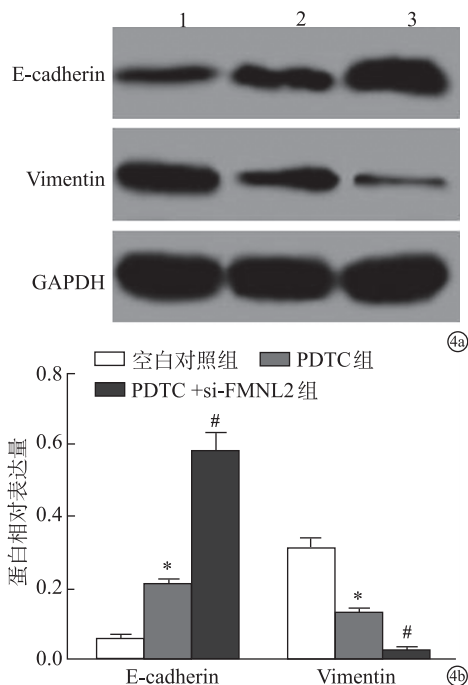 1 2 3
E-cadherin
Vimentin
GAPDH
4a
空白对照组 PDTC组
PDTC +si-FMNL2组
0.8
0.6
0.4
0.2
0.0
蛋白相对表达量
#
*
*
#
E-cadherin Vimentin
4b